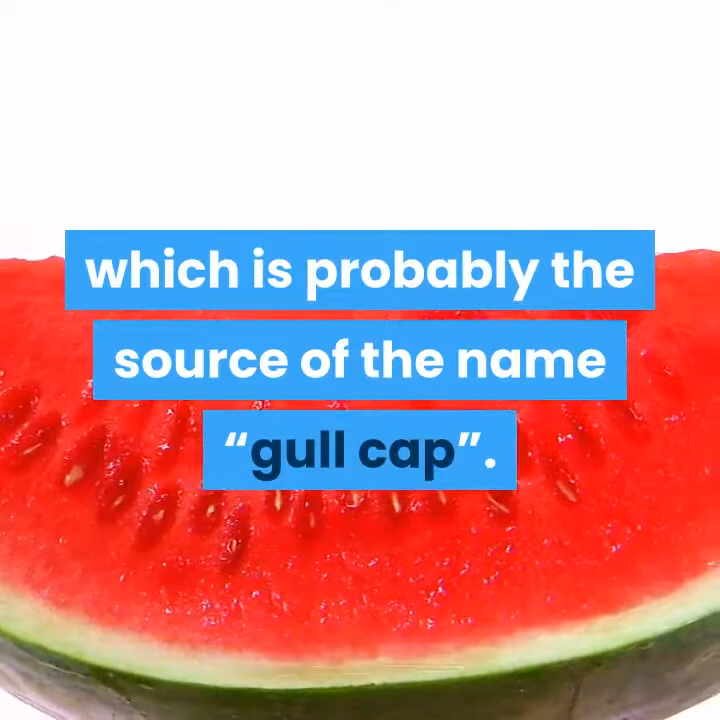 which is probably the
source of the name
“gull cap”.